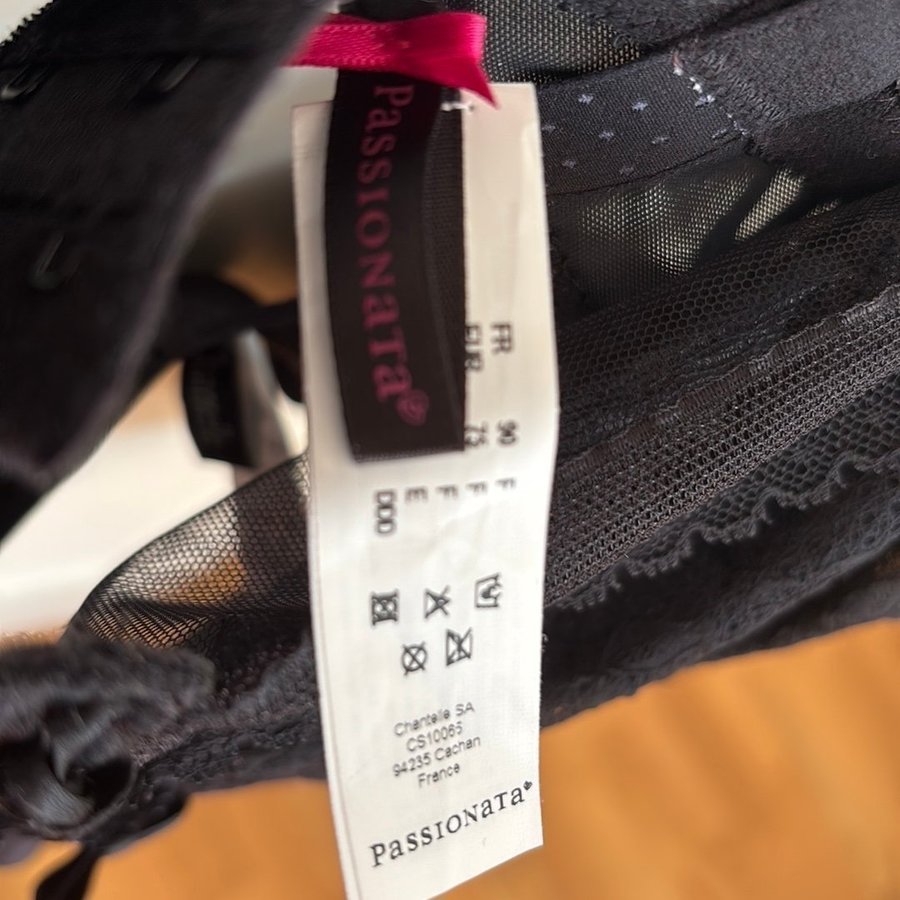 PassIONaTa
FR 90 F
EUR 75 F
F
E
DDD
Chantelle SA
CS10065
94235 Cachan
France
PassIONaTa